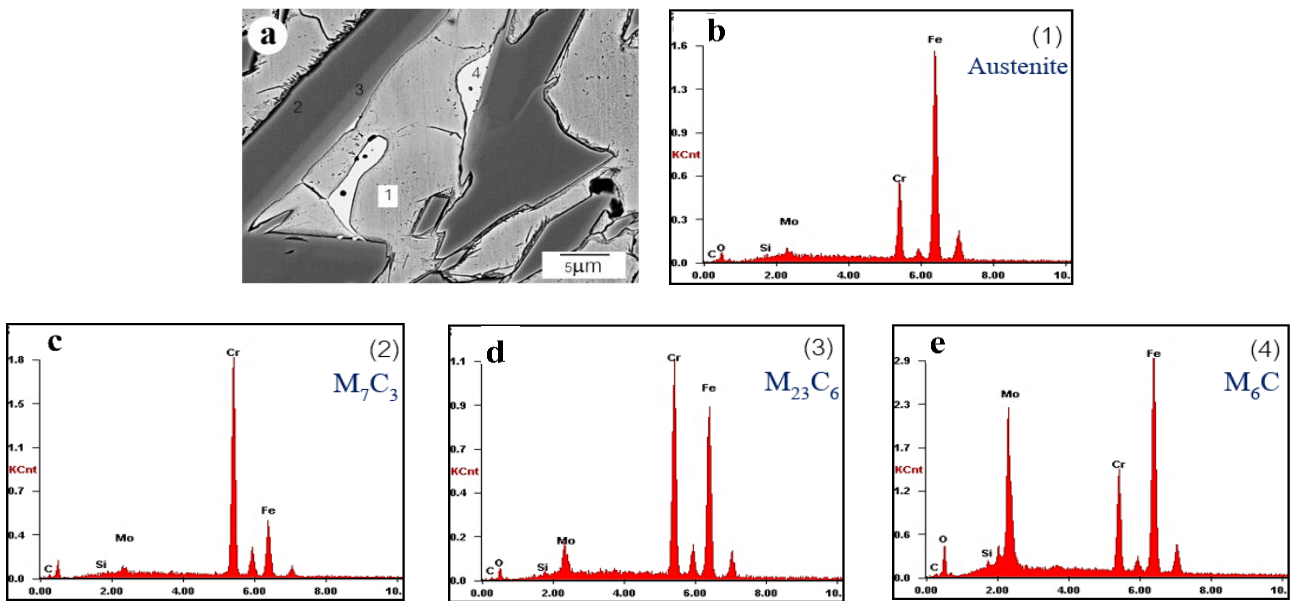 a
2
3
4
1
5μm
b
(1)
Austenite
1.6
1.3
0.9
KCnt
0.6
0.3
0.0
Fe
Cr
Mo
Si
C O
0.00 2.00 4.00 6.00 8.00 10.
c
(2)
M7C3
1.8
1.5
1.1
KCnt
0.7
0.4
0.0
Cr
Fe
Mo
Si
C
0.00 2.00 4.00 6.00 8.00 10.
d
(3)
M23C6
1.1
0.9
0.7
KCnt
0.4
0.2
0.0
Cr
Fe
Mo
Si
C O
0.00 2.00 4.00 6.00 8.00 10.
e
(4)
M6C
2.9
2.3
1.7
KCnt
1.2
0.6
0.0
Fe
Mo
Cr
O
Si
C
0.00 2.00 4.00 6.00 8.00 10.